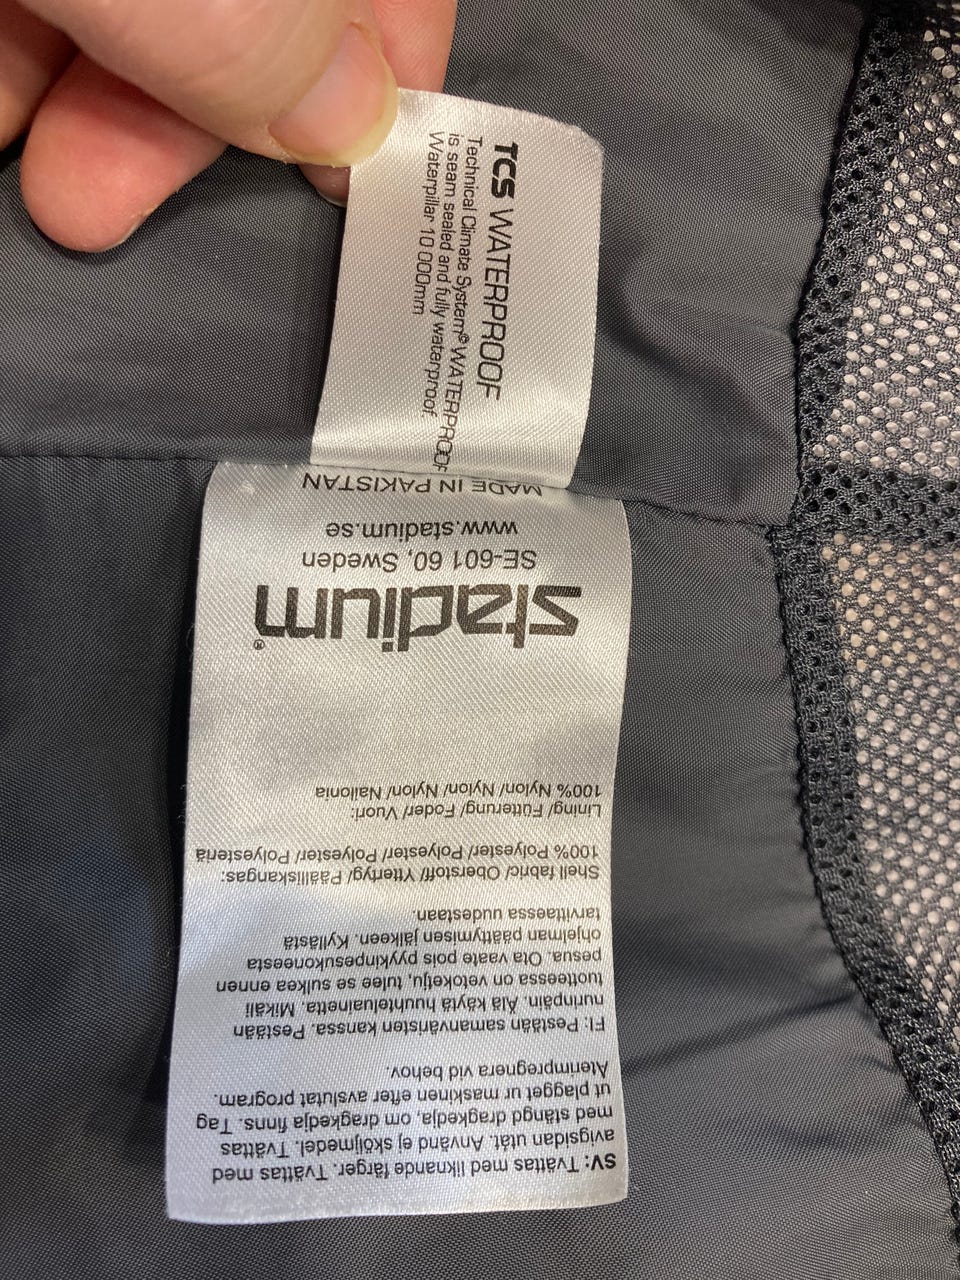 TCS WATERPROOF
Technical Climate System® WATERPROOF
is seam sealed and fully waterproof
Waterpillar 10 000mm
SV: Tvättas med liknande färger. Tvättas med
avigsidan utåt. Använd ej sköljmedel. Tvättas
med stängd dragkedja, om dragkedja finns. Tag
ut plagget ur maskinen efter avslutat program.
Återimpregnera vid behov.
FI: Pestään samanväristen kanssa. Pestään
nurinpäin. Älä käytä huuhteluainetta. Mikäli
tuotteessa on vetoketju, tulee se sulkea ennen
pesua. Ota vaate pois pyykinpesukoneesta
ohjelman päättymisen jälkeen. Kyllästä
tarvittaessa uudestaan.
Shell fabric/ Oberstoff/ Yttertyg/ Päälliskangas:
100% Polyester/ Polyester/ Polyester/ Polyesteriä
Lining/ Fütterung/ Foder/ Vuori:
100% Nylon/ Nylon/ Nylon/ Nailonia
stadium®
SE-601 60, Sweden
www.stadium.se
MADE IN PAKISTAN